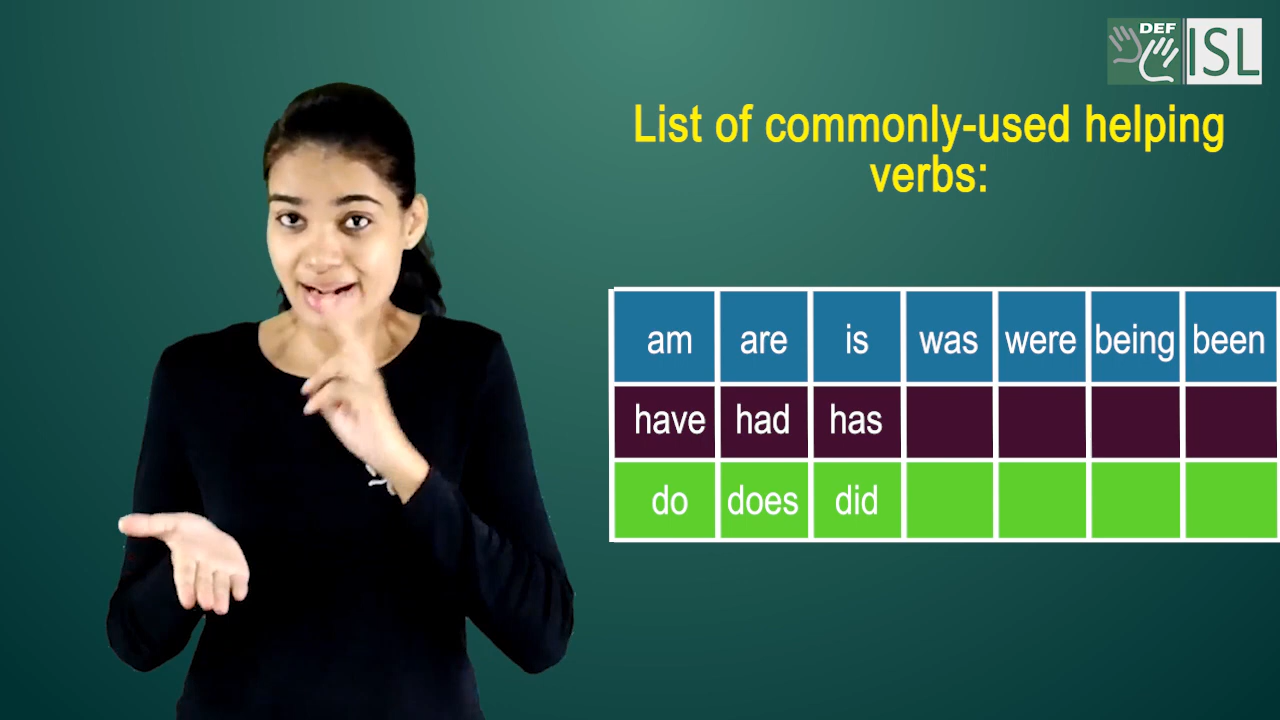 DEF
ISL
List of commonly-used helping
verbs:
am are is was were being been
have had has
do does did